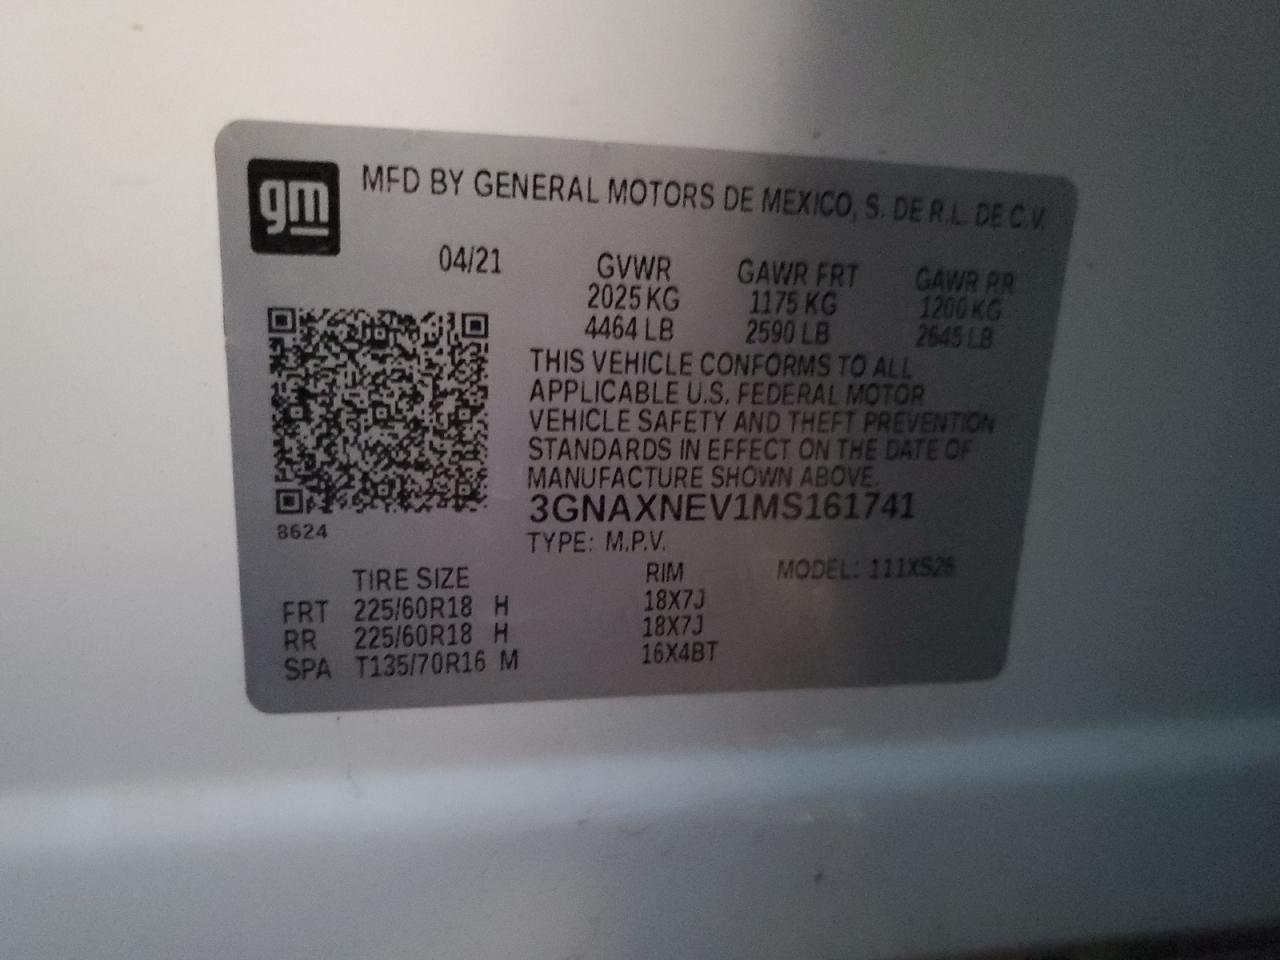 gm
MFD BY GENERAL MOTORS DE MEXICO, S. DE R.L. DE C.V.
04/21 GVWR GAWR FRT GAWR RR
2025 KG 1175 KG 1200 KG
4464 LB 2590 LB 2645 LB
THIS VEHICLE CONFORMS TO ALL
APPLICABLE U.S. FEDERAL MOTOR
VEHICLE SAFETY AND THEFT PREVENTION
STANDARDS IN EFFECT ON THE DATE OF
MANUFACTURE SHOWN ABOVE.
3GNAXNEV1MS161741
8624
TYPE: M.P.V. MODEL: 111XS26
TIRE SIZE RIM
FRT 225/60R18 H 18X7J
RR 225/60R18 H 18X7J
SPA T135/70R16 M 16X4BT